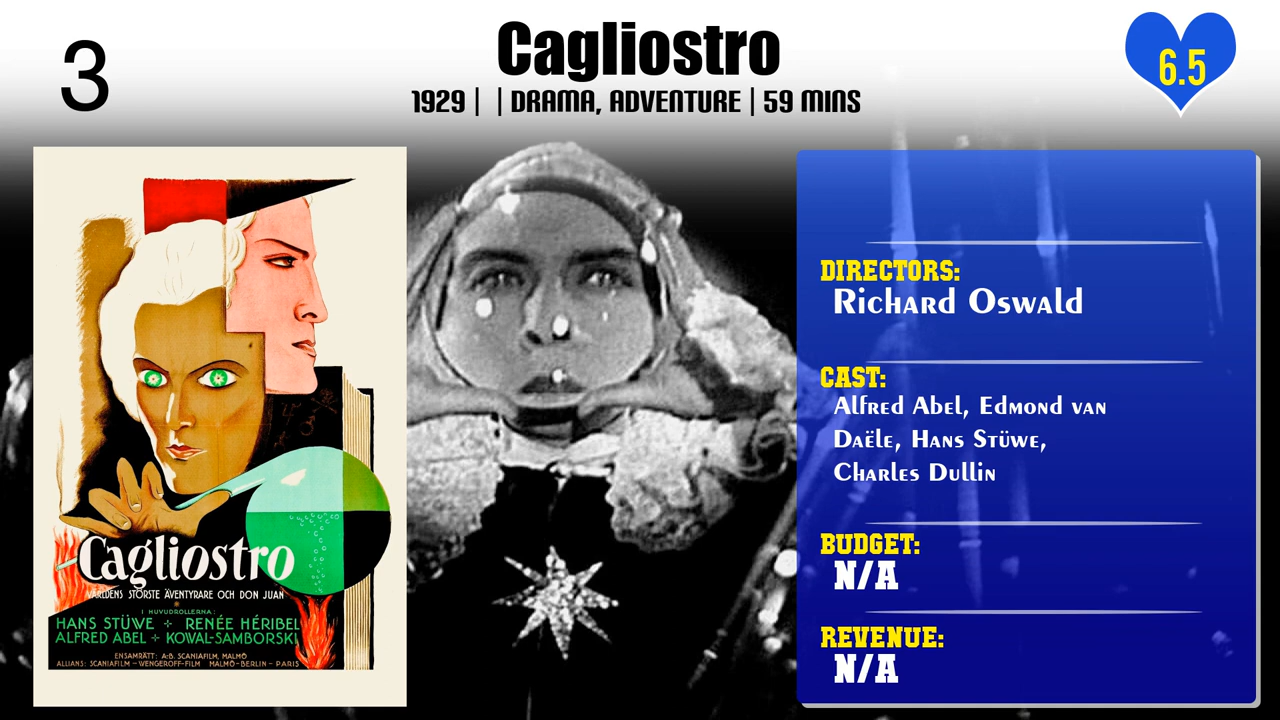 3
Cagliostro
1929 | | DRAMA, ADVENTURE | 59 MINS
6.5
Cagliostro
VÄRLDENS STÖRSTE ÄVENTYRARE OCH DON JUAN
I HUVUDROLLERNA:
HANS STÜWE ÷ RENÉE HÉRIBEL
ALFRED ABEL ÷ KOWAL-SAMBORSKI
ENSAMRÄTT: A.B. SCANIAFILM, MALMÖ
ALLIANS: SCANIAFILM – WENGEROFF-FILM MALMÖ-BERLIN – PARIS
DIRECTORS:
Richard Oswald
CAST:
Alfred Abel, Edmond van
Daële, Hans Stüwe,
Charles Dullin
BUDGET:
N/A
REVENUE:
N/A